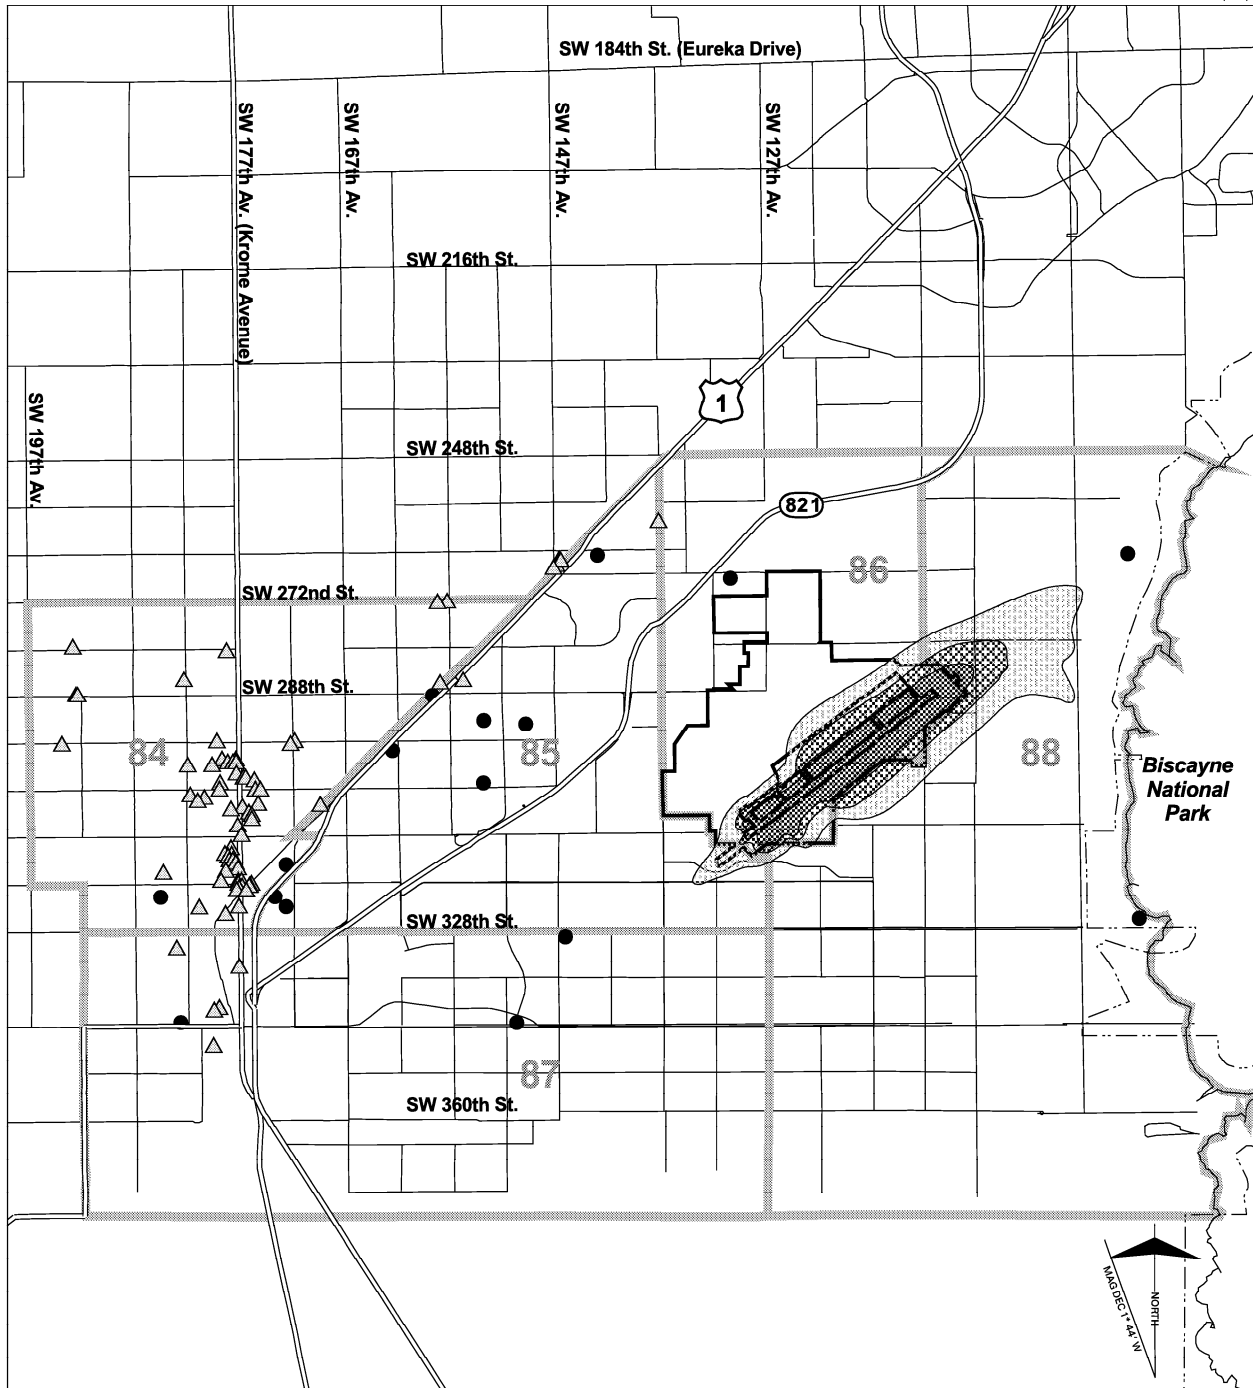 SW 184th St. (Eureka Drive)
SW 177th Av. (Krome Avenue)
SW 167th Av.
SW 147th Av.
SW 127th Av.
SW 216th St.
1
SW 197th Av.
SW 248th St.
821
86
SW 272nd St.
SW 288th St.
84
85
88
Biscayne
National
Park
SW 328th St.
87
SW 360th St.
MAG DEC 1° 44' W
NORTH